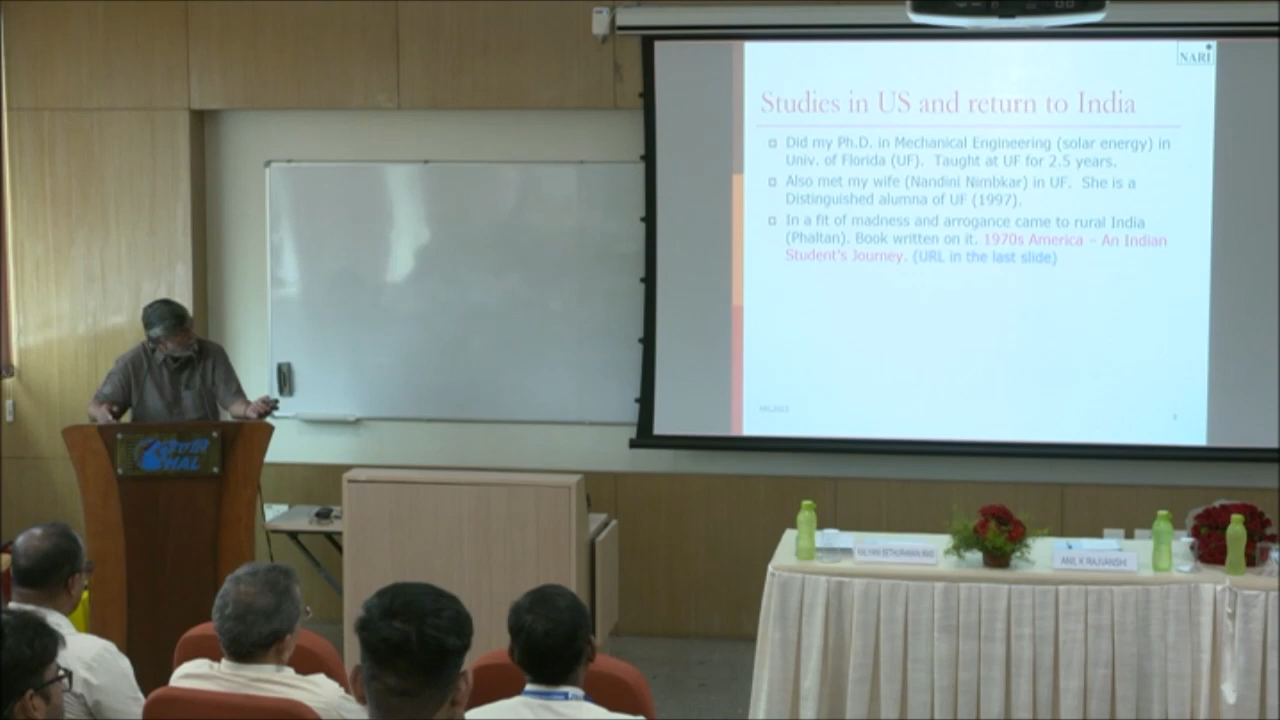 NARI
Studies in US and return to India
Did my Ph.D. in Mechanical Engineering (solar energy) in
Univ. of Florida (UF). Taught at UF for 2.5 years.
Also met my wife (Nandini Nimbkar) in UF. She is a
Distinguished alumna of UF (1997).
In a fit of madness and arrogance came to rural India
(Phaltan). Book written on it. 1970s America – An Indian
Student's Journey. (URL in the last slide)
HAL
ANIL K RAJVANSHI